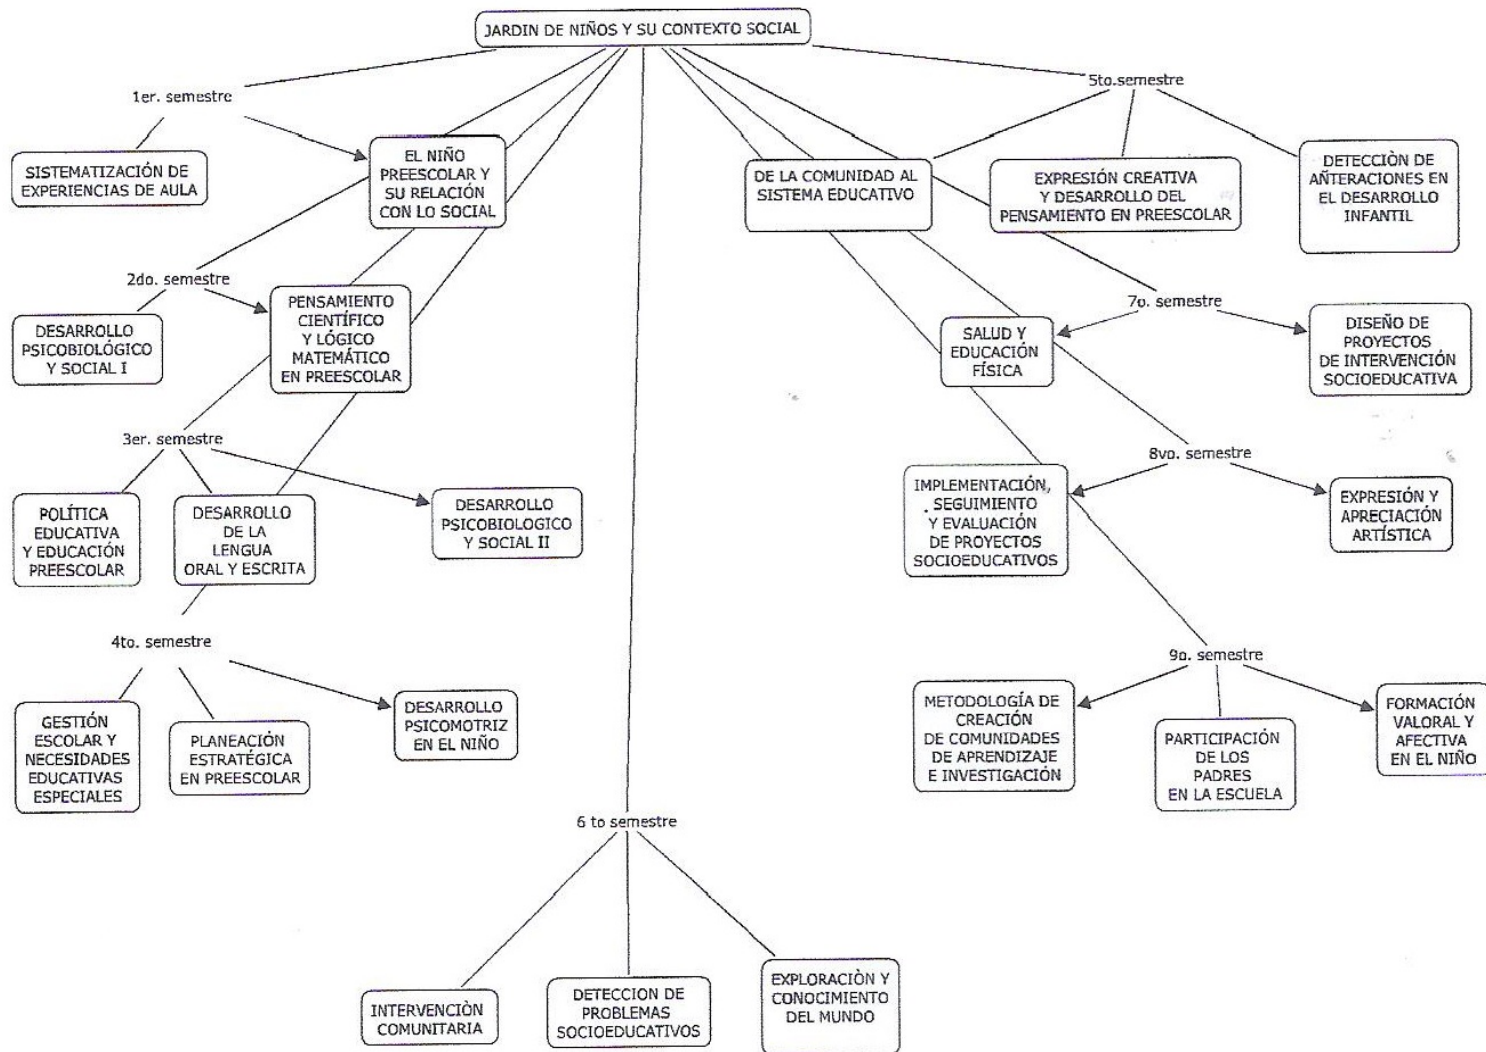 JARDIN DE NIÑOS Y SU CONTEXTO SOCIAL
1er. semestre
SISTEMATIZACIÓN DE
EXPERIENCIAS DE AULA
EL NIÑO
PREESCOLAR Y
SU RELACIÓN
CON LO SOCIAL
2do. semestre
DESARROLLO
PSICOBIOLÓGICO
Y SOCIAL I
PENSAMIENTO
CIENTÍFICO
Y LÓGICO
MATEMÁTICO
EN PREESCOLAR
3er. semestre
POLÍTICA
EDUCATIVA
Y EDUCACIÓN
PREESCOLAR
DESARROLLO
DE LA
LENGUA
ORAL Y ESCRITA
DESARROLLO
PSICOBIOLOGICO
Y SOCIAL II
4to. semestre
GESTIÓN
ESCOLAR Y
NECESIDADES
EDUCATIVAS
ESPECIALES
PLANEACIÓN
ESTRATÉGICA
EN PREESCOLAR
DESARROLLO
PSICOMOTRIZ
EN EL NIÑO
5to.semestre
DE LA COMUNIDAD AL
SISTEMA EDUCATIVO
EXPRESIÓN CREATIVA
Y DESARROLLO DEL
PENSAMIENTO EN PREESCOLAR
DETECCIÒN DE
AÑTERACIONES EN
EL DESARROLLO
INFANTIL
6 to semestre
INTERVENCIÒN
COMUNITARIA
DETECCION DE
PROBLEMAS
SOCIOEDUCATIVOS
EXPLORACIÒN Y
CONOCIMIENTO
DEL MUNDO
7o. semestre
SALUD Y
EDUCACIÓN
FÍSICA
DISEÑO DE
PROYECTOS
DE INTERVENCIÓN
SOCIOEDUCATIVA
8vo. semestre
IMPLEMENTACIÓN,
SEGUIMIENTO
Y EVALUACIÓN
DE PROYECTOS
SOCIOEDUCATIVOS
EXPRESIÓN Y
APRECIACIÓN
ARTÍSTICA
9o. semestre
METODOLOGÍA DE
CREACIÓN
DE COMUNIDADES
DE APRENDIZAJE
E INVESTIGACIÓN
PARTICIPACIÓN
DE LOS
PADRES
EN LA ESCUELA
FORMACIÓN
VALORAL Y
AFECTIVA
EN EL NIÑO